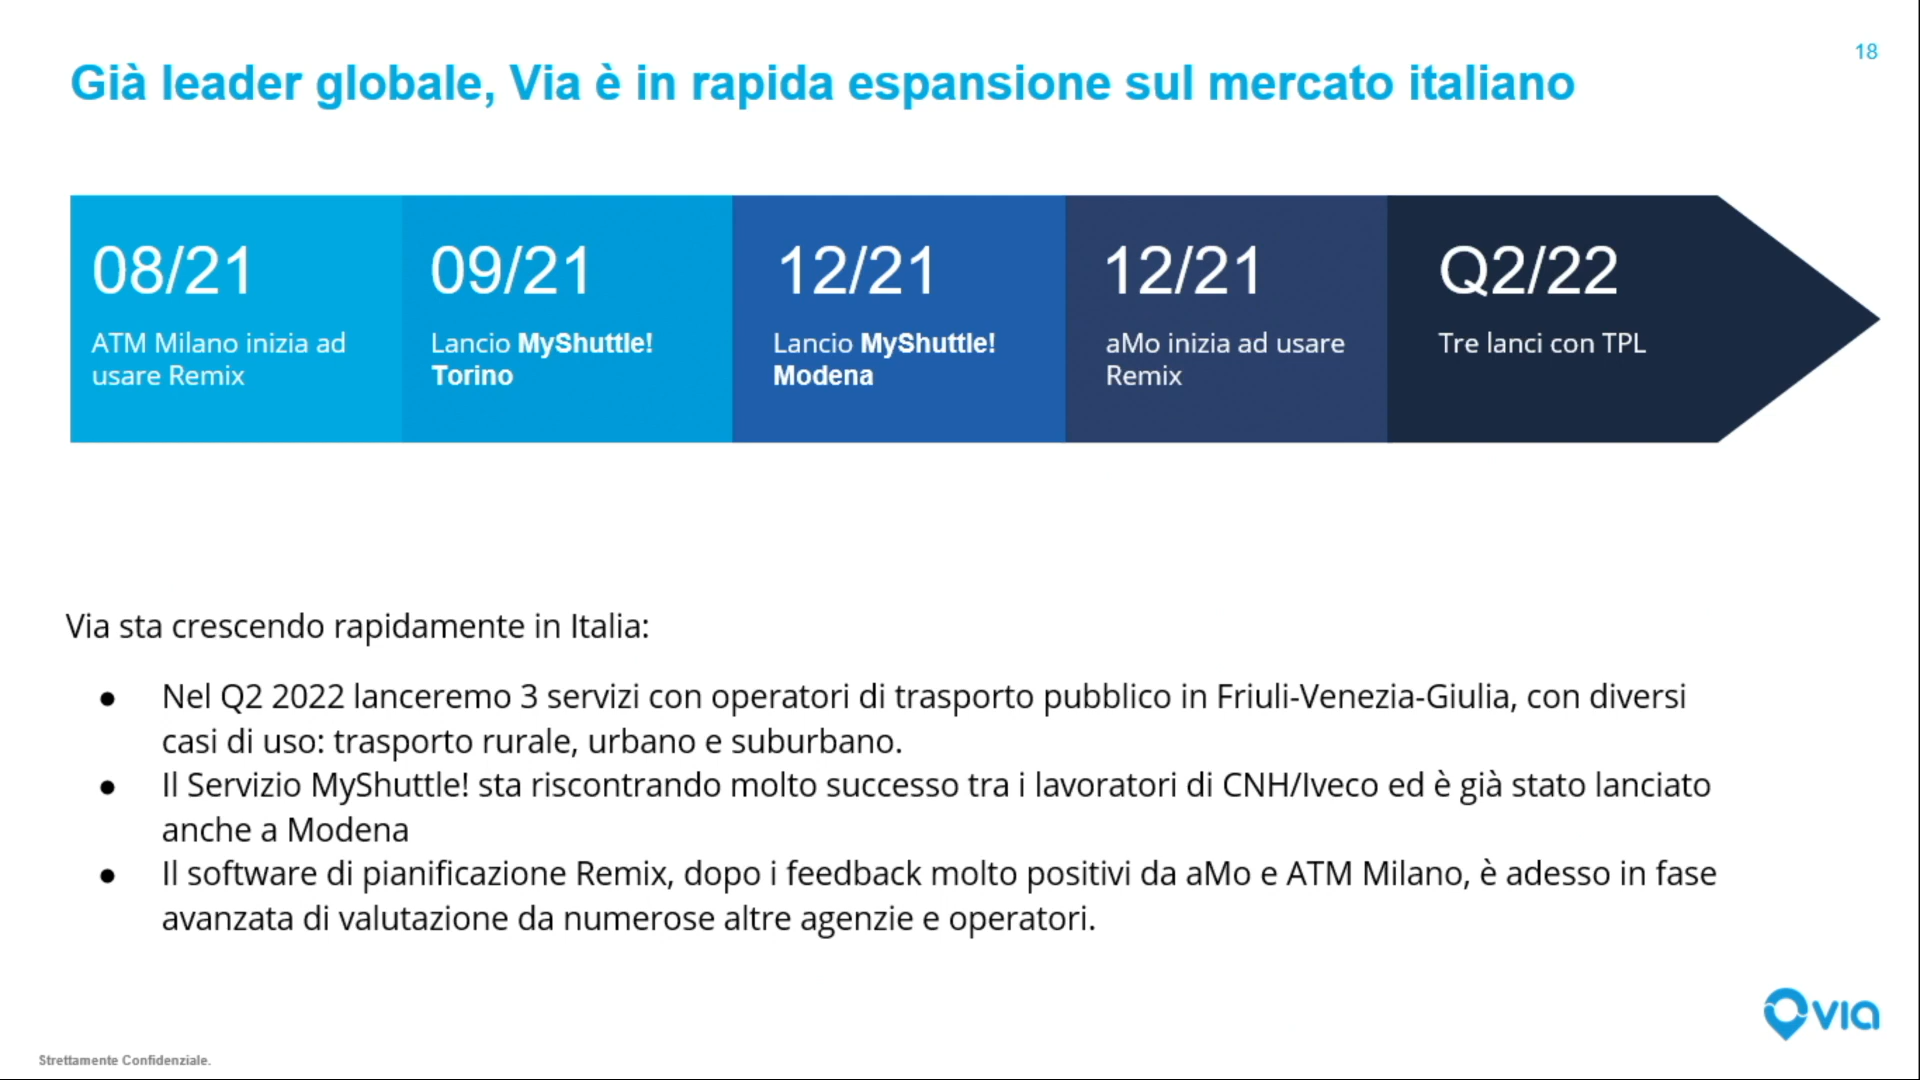 18
Già leader globale, Via è in rapida espansione sul mercato italiano
08/21
ATM Milano inizia ad
usare Remix
09/21
Lancio MyShuttle!
Torino
12/21
Lancio MyShuttle!
Modena
12/21
aMo inizia ad usare
Remix
Q2/22
Tre lanci con TPL
Via sta crescendo rapidamente in Italia:
● Nel Q2 2022 lanceremo 3 servizi con operatori di trasporto pubblico in Friuli-Venezia-Giulia, con diversi
casi di uso: trasporto rurale, urbano e suburbano.
● Il Servizio MyShuttle! sta riscontrando molto successo tra i lavoratori di CNH/Iveco ed è già stato lanciato
anche a Modena
● Il software di pianificazione Remix, dopo i feedback molto positivi da aMo e ATM Milano, è adesso in fase
avanzata di valutazione da numerose altre agenzie e operatori.
via
Strettamente Confidenziale.